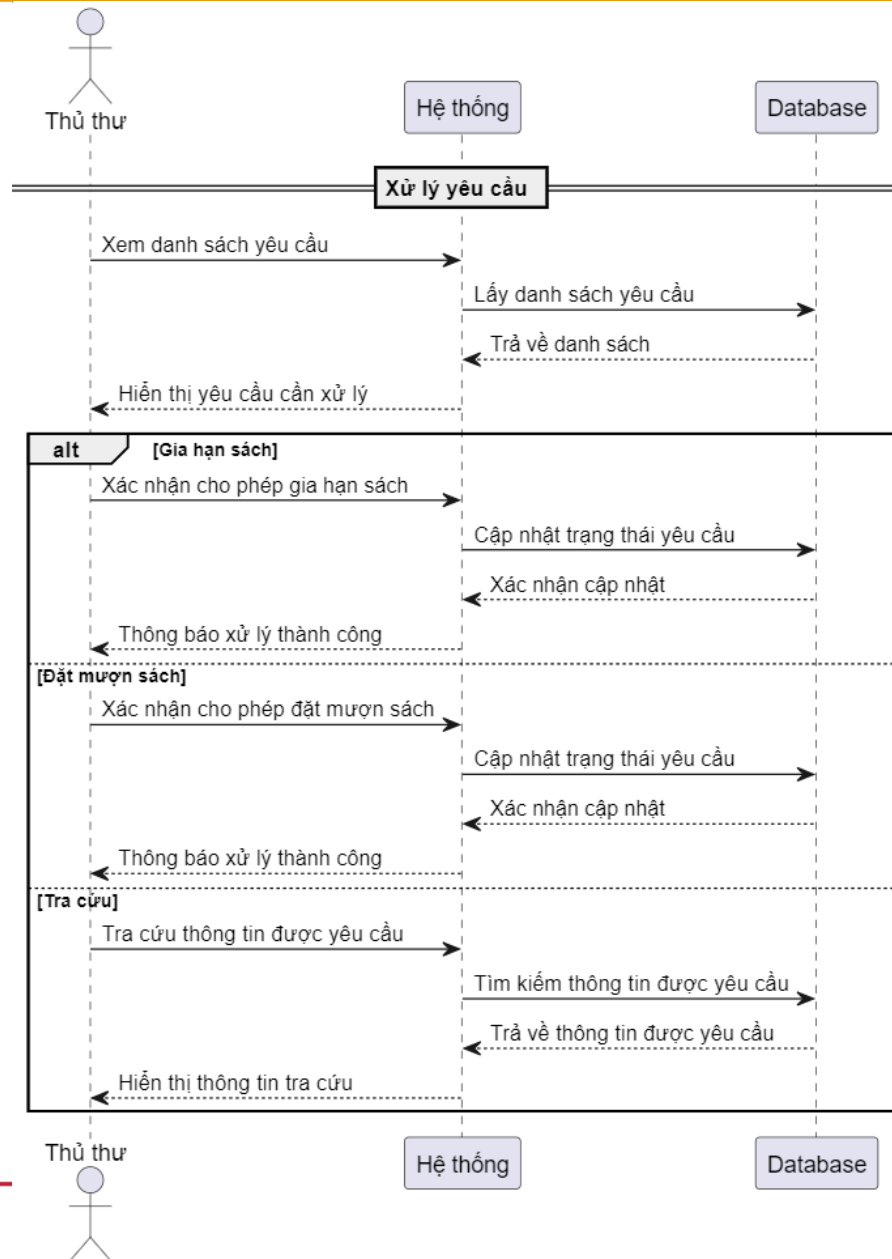 Thủ thư
Hệ thống
Database
Xử lý yêu cầu
Xem danh sách yêu cầu
Lấy danh sách yêu cầu
Trả về danh sách
Hiển thị yêu cầu cần xử lý
alt [Gia hạn sách]
Xác nhận cho phép gia hạn sách
Cập nhật trạng thái yêu cầu
Xác nhận cập nhật
Thông báo xử lý thành công
[Đặt mượn sách]
Xác nhận cho phép đặt mượn sách
Cập nhật trạng thái yêu cầu
Xác nhận cập nhật
Thông báo xử lý thành công
[Tra cứu]
Tra cứu thông tin được yêu cầu
Tìm kiếm thông tin được yêu cầu
Trả về thông tin được yêu cầu
Hiển thị thông tin tra cứu
Thủ thư
Hệ thống
Database